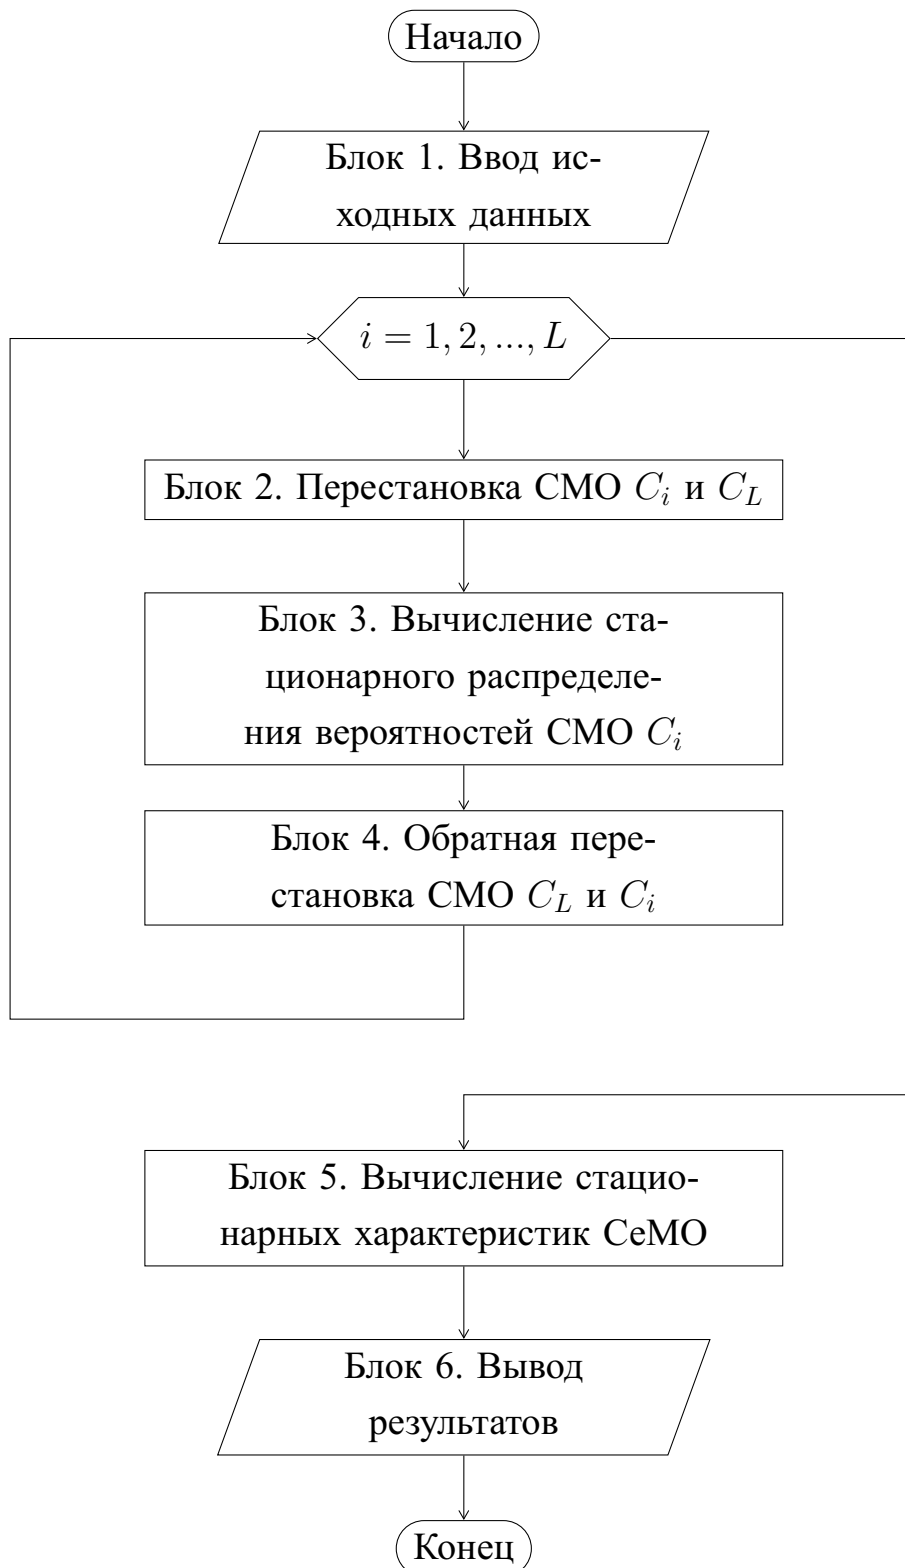 Начало
Блок 1. Ввод ис-
ходных данных
i = 1, 2, ..., L
Блок 2. Перестановка СМО C_i и C_L
Блок 3. Вычисление ста-
ционарного распределе-
ния вероятностей СМО C_i
Блок 4. Обратная пере-
становка СМО C_L и C_i
Блок 5. Вычисление стацио-
нарных характеристик СеМО
Блок 6. Вывод
результатов
Конец